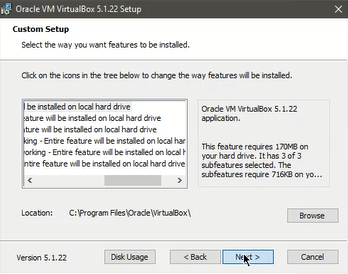 Oracle VM VirtualBox 5.1.22 Setup
Custom Setup
Select the way you want features to be installed.
Click on the icons in the tree below to change the way features will be installed.
l be installed on local hard drive
ature will be installed on local hard drive
ture will be installed on local hard drive
king - Entire feature will be installed on local har
orking - Entire feature will be installed on local h
ntire feature will be installed on local hard drive
Oracle VM VirtualBox 5.1.22
application.
This feature requires 170MB on
your hard drive. It has 3 of 3
subfeatures selected. The
subfeatures require 716KB on yo...
Location: C:\Program Files\Oracle\VirtualBox\
Browse
Version 5.1.22
Disk Usage
< Back
Next >
Cancel